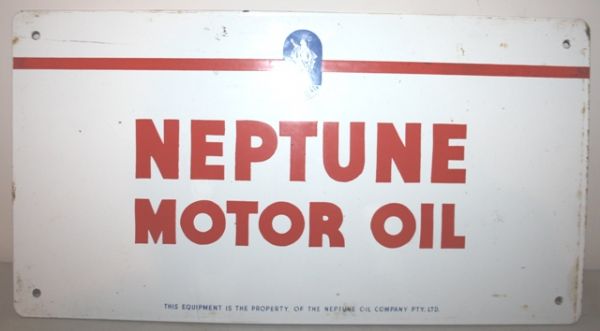 NEPTUNE
MOTOR OIL
THIS EQUIPMENT IS THE PROPERTY OF THE NEPTUNE OIL COMPANY PTY. LTD.